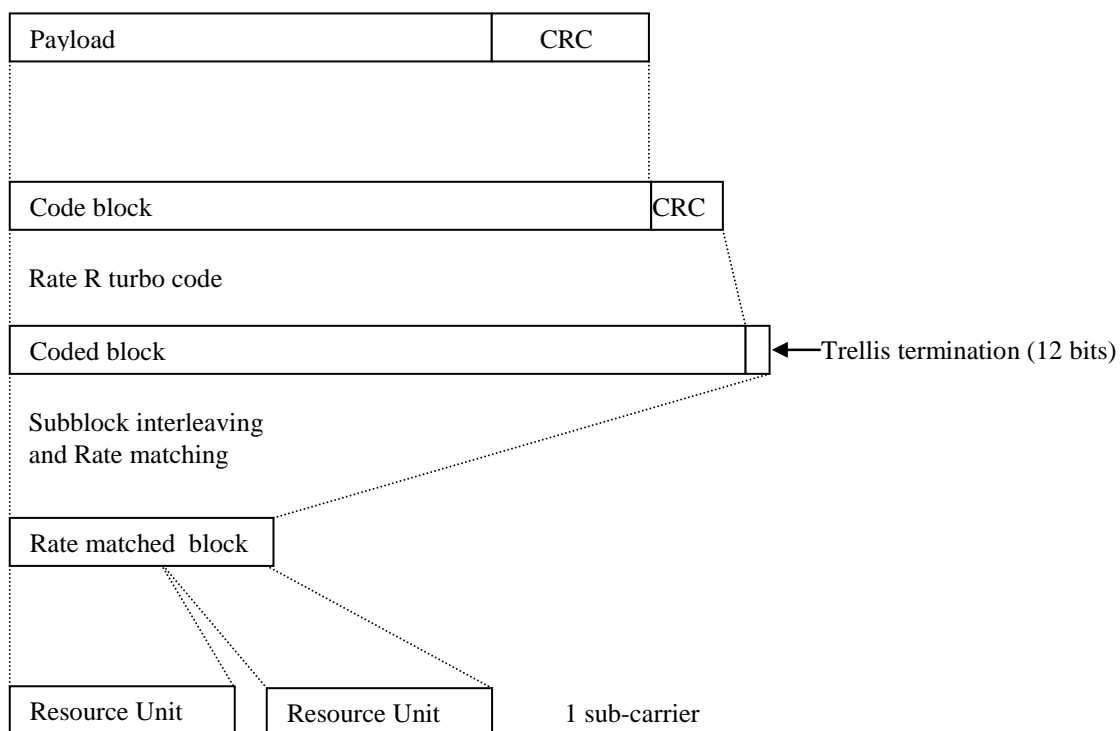 Payload CRC
Code block CRC
Rate R turbo code
Coded block
Trellis termination (12 bits)
Subblock interleaving
and Rate matching
Rate matched block
Resource Unit Resource Unit 1 sub-carrier